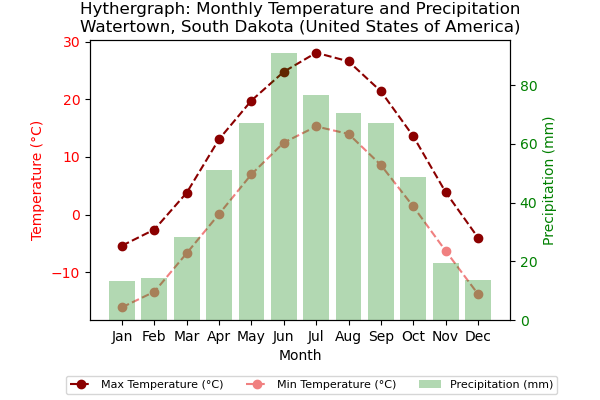 Hythergraph: Monthly Temperature and Precipitation
Watertown, South Dakota (United States of America)
30
20
10
0
−10
Temperature (°C)
80
60
40
20
0
Precipitation (mm)
Jan Feb Mar Apr May Jun Jul Aug Sep Oct Nov Dec
Month
Max Temperature (°C) Min Temperature (°C) Precipitation (mm)